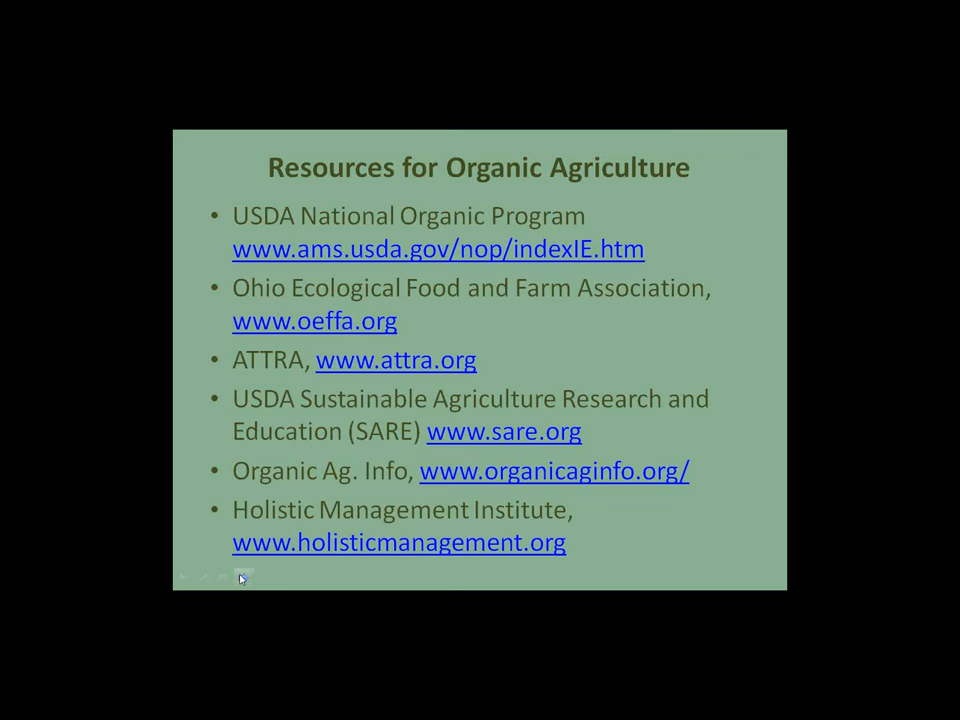 Resources for Organic Agriculture
• USDA National Organic Program
www.ams.usda.gov/nop/indexIE.htm
• Ohio Ecological Food and Farm Association,
www.oeffa.org
• ATTRA, www.attra.org
• USDA Sustainable Agriculture Research and
Education (SARE) www.sare.org
• Organic Ag. Info, www.organicaginfo.org/
• Holistic Management Institute,
www.holisticmanagement.org